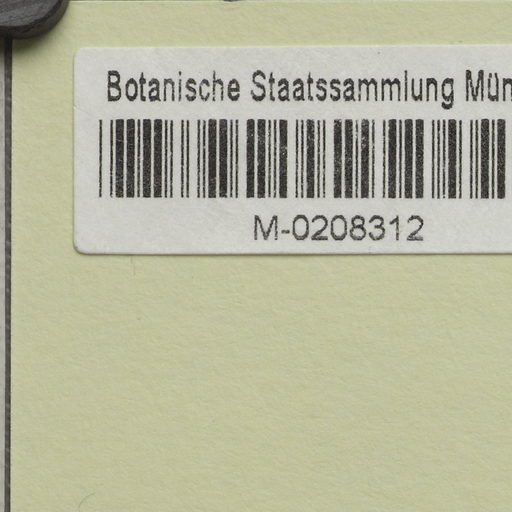 Botanische Staatssammlung Mün
M-0208312